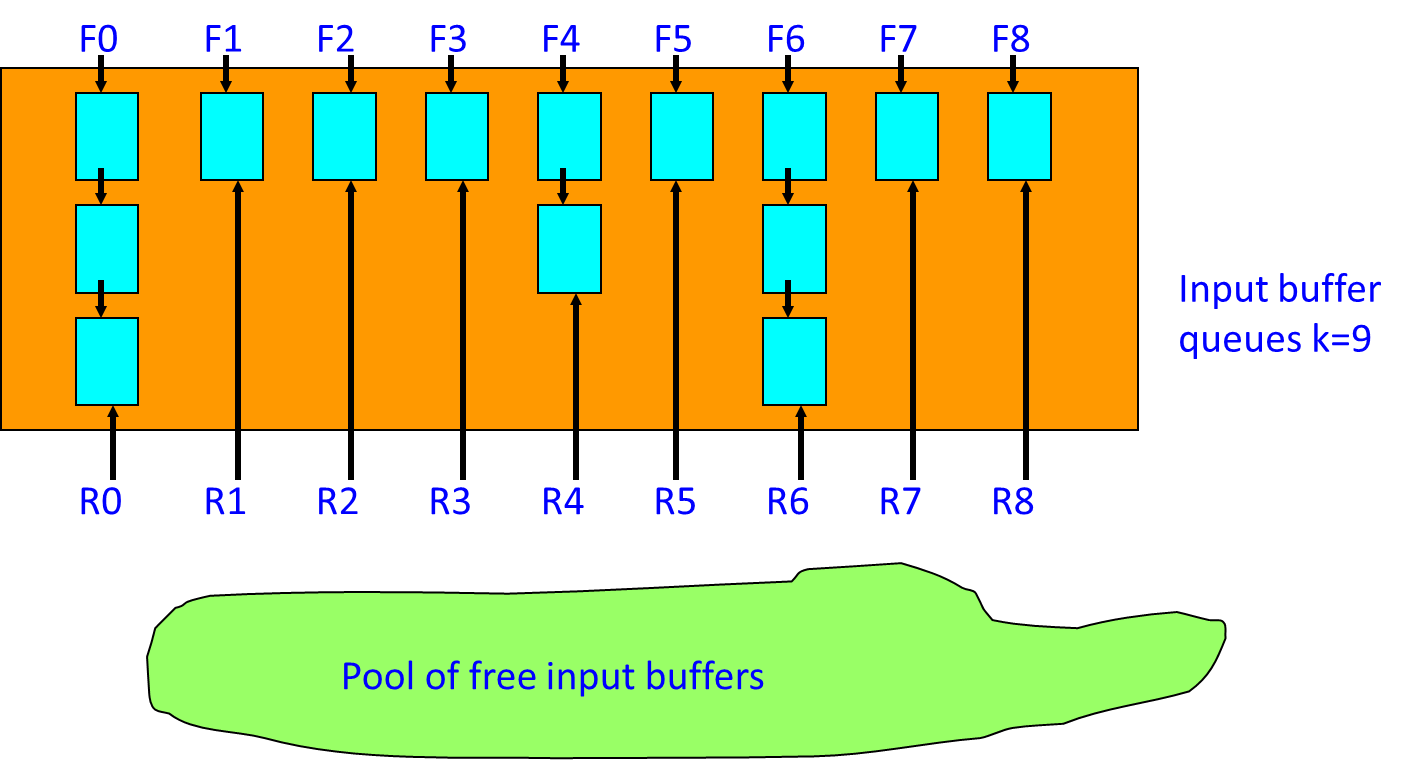 F0 F1 F2 F3 F4 F5 F6 F7 F8
Input buffer
queues k=9
R0 R1 R2 R3 R4 R5 R6 R7 R8
Pool of free input buffers